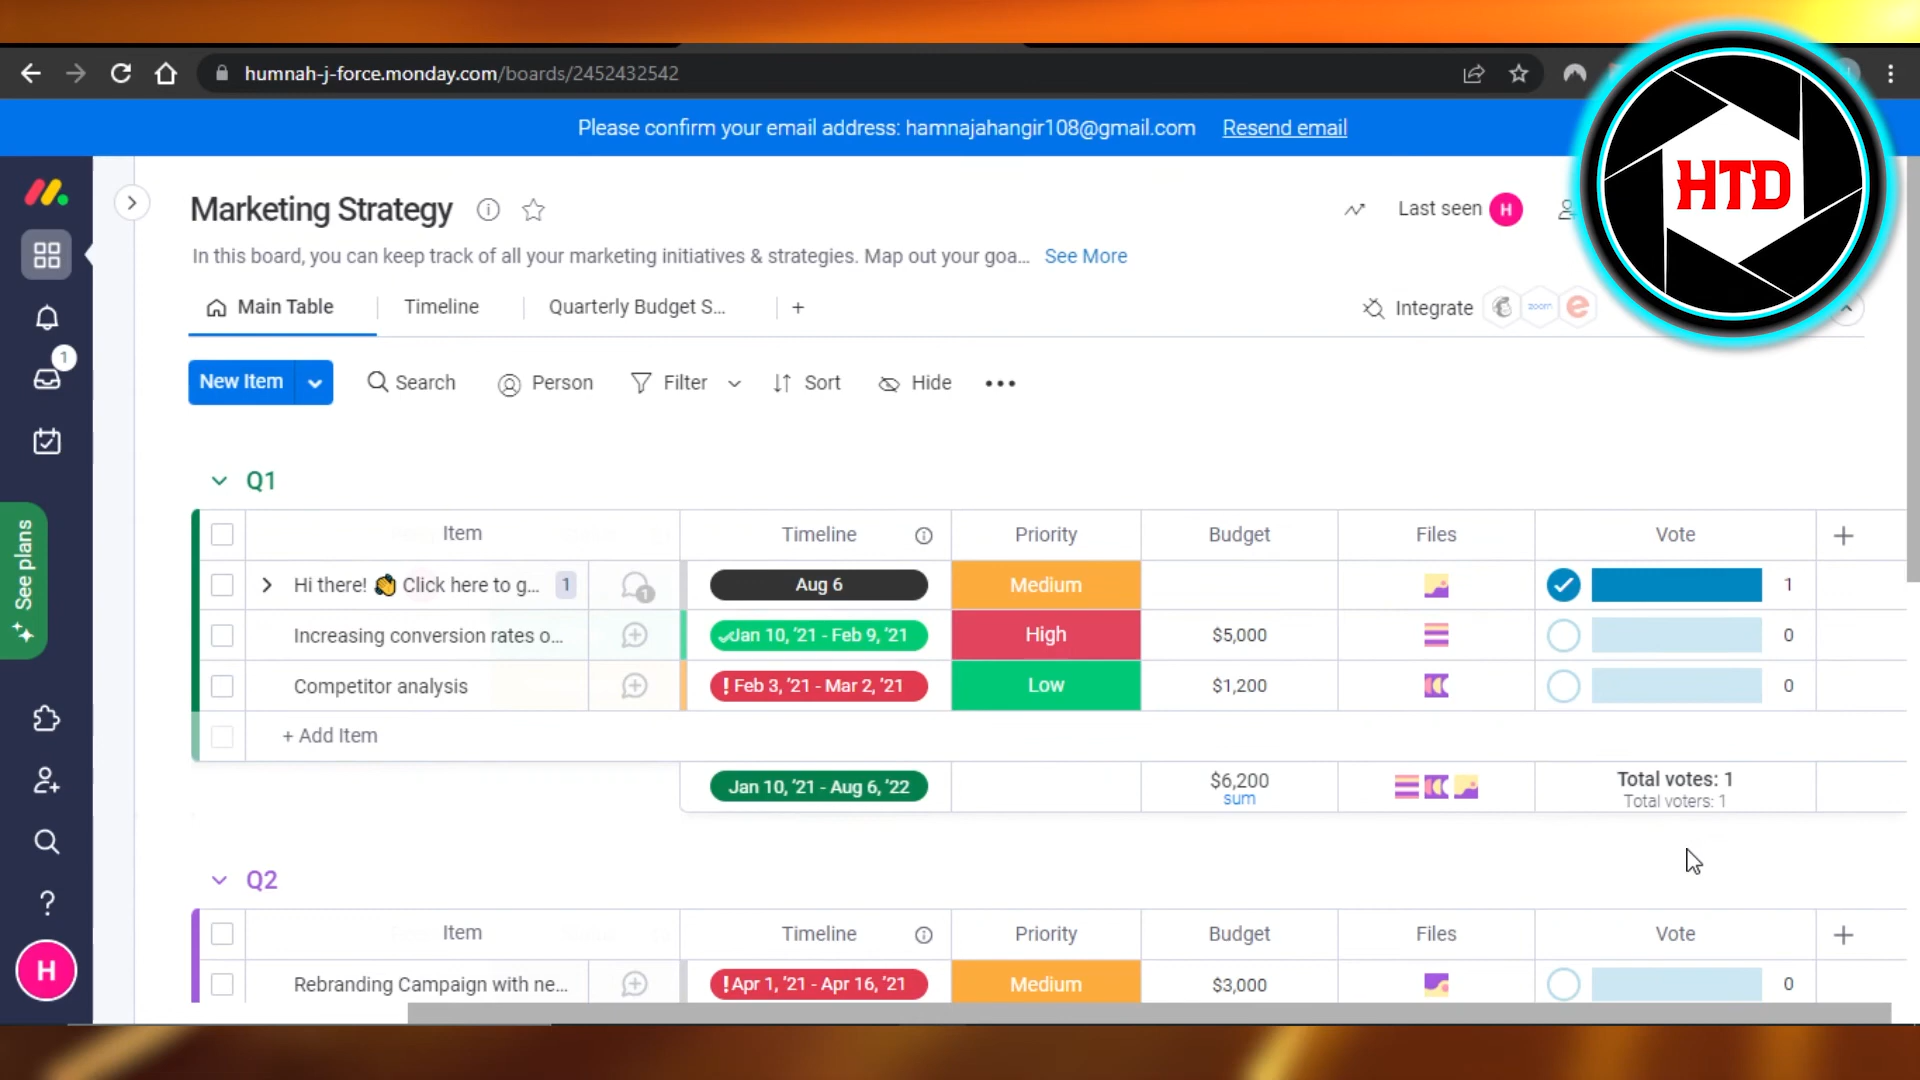 humnah-j-force.monday.com/boards/2452432542
HTD
Please confirm your email address: hamnajahangir108@gmail.com Resend email
Marketing Strategy
Last seen H
In this board, you can keep track of all your marketing initiatives & strategies. Map out your goa... See More
Main Table Timeline Quarterly Budget S... +
Integrate zoom
New Item Search Person Filter Sort Hide
1
See plans
Q1
Item Timeline Priority Budget Files Vote
Hi there! 👏 Click here to g... 1 1 Aug 6 Medium 1
Increasing conversion rates o... Jan 10, '21 - Feb 9, '21 High $5,000 0
Competitor analysis ! Feb 3, '21 - Mar 2, '21 Low $1,200 0
+ Add Item
Jan 10, '21 - Aug 6, '22 $6,200 Total votes: 1
sum Total voters: 1
Q2
Item Timeline Priority Budget Files Vote
Rebranding Campaign with ne... ! Apr 1, '21 - Apr 16, '21 Medium $3,000 0
H